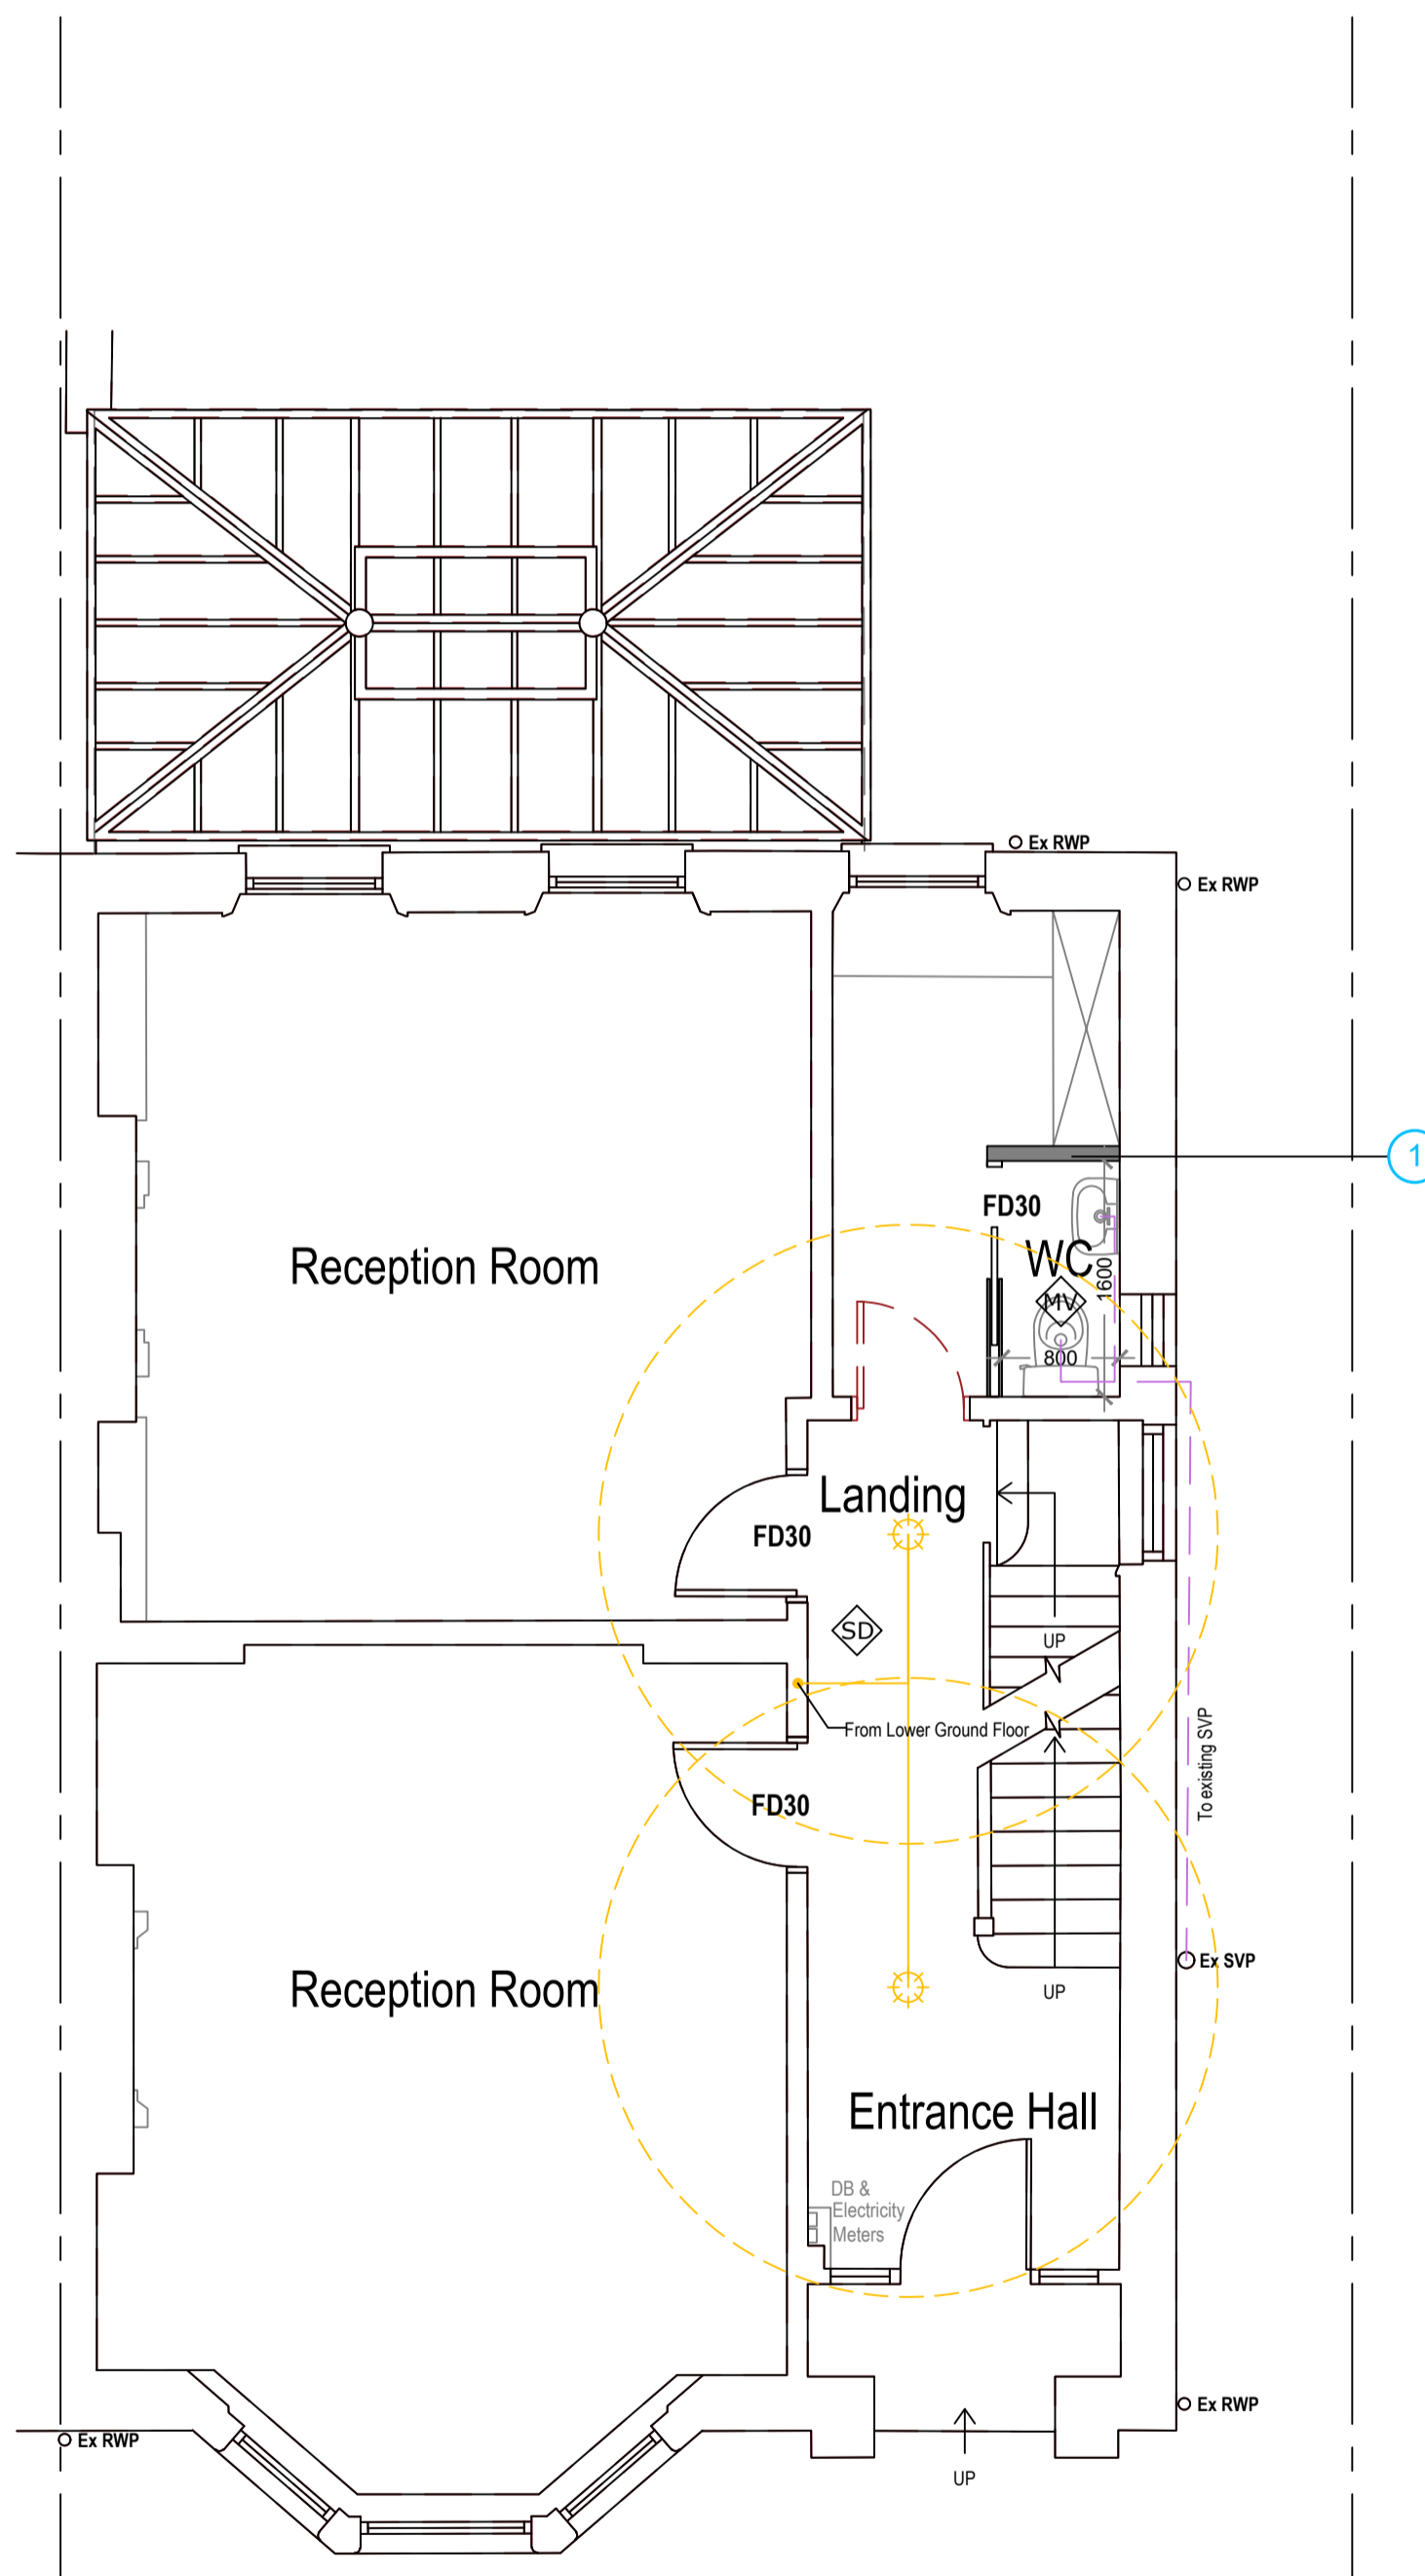 Ex RWP
Ex RWP
1
FD30
WC
1600
MV
800
Reception Room
Landing
FD30
SD
UP
From Lower Ground Floor
To existing SVP
FD30
Ex SVP
Reception Room
UP
Entrance Hall
DB &
Electricity
Meters
Ex RWP
Ex RWP
UP